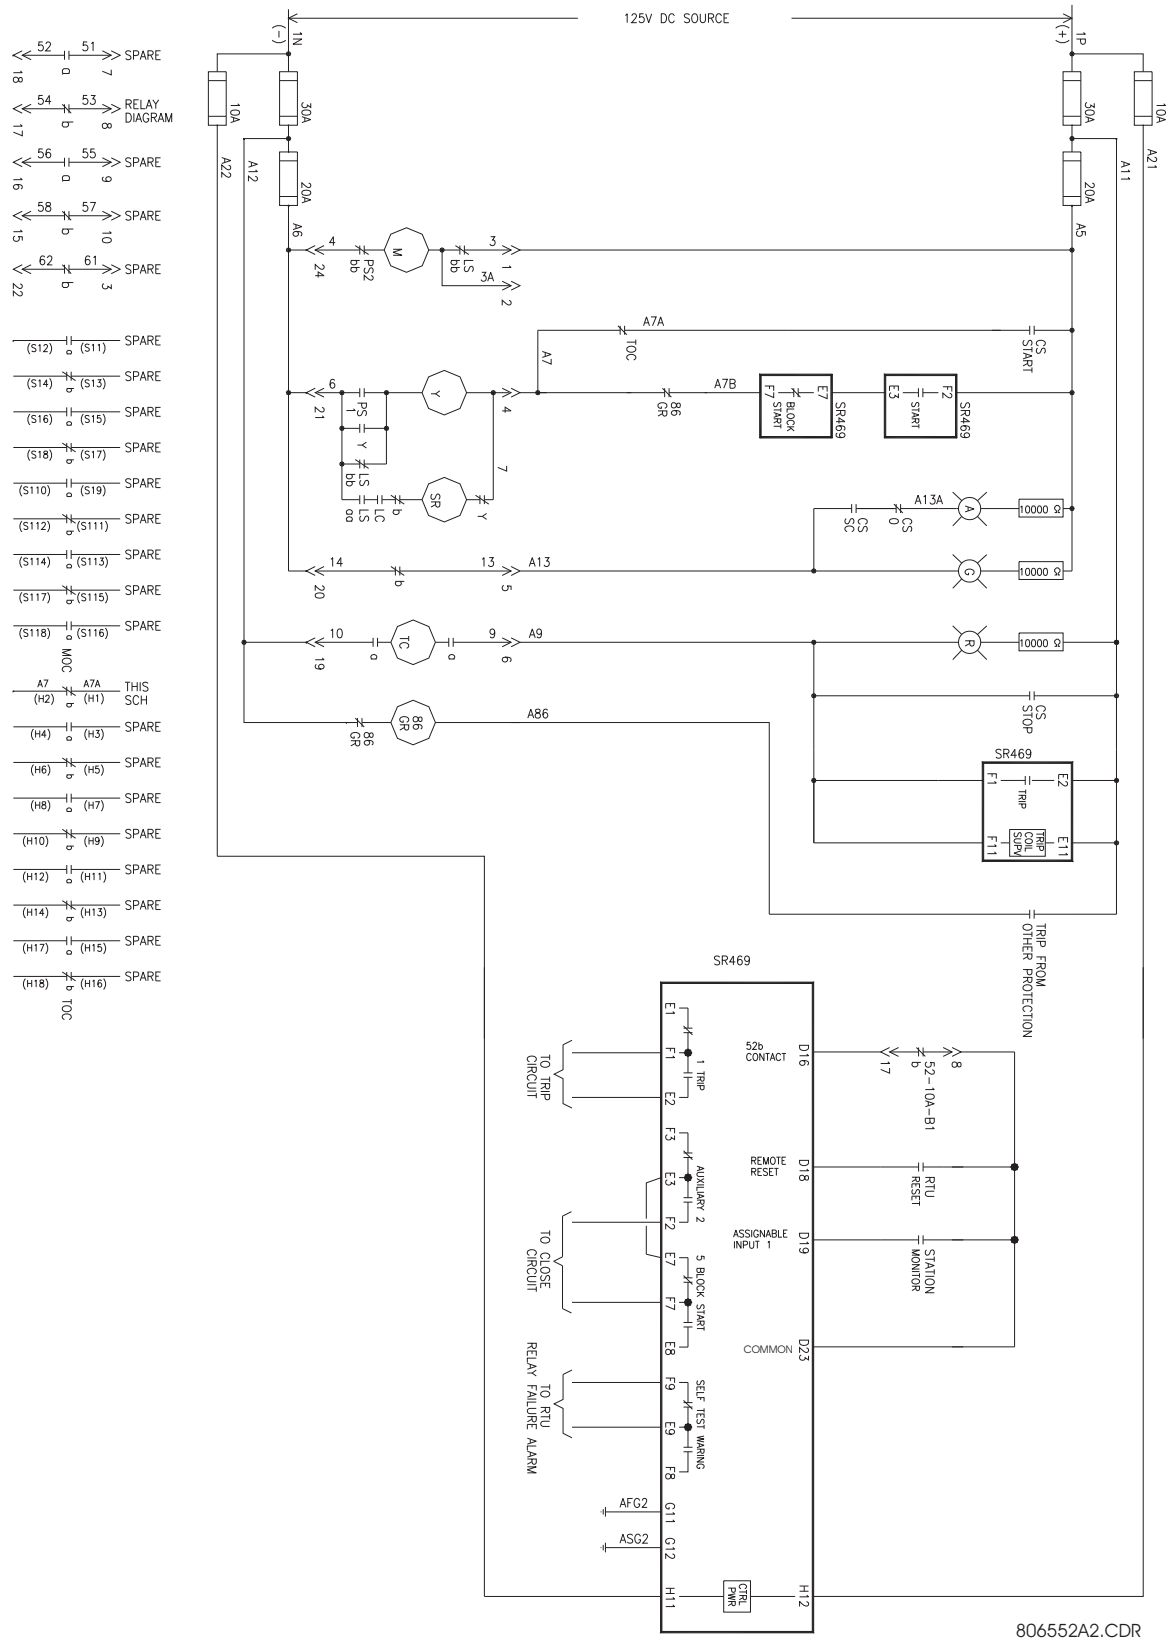 125V DC SOURCE
(-)
1N
(+)
1P
10A
30A
30A
10A
A22
A12
20A
20A
A11
A21
A6
A5
52 51 SPARE
18 a 7
54 53 RELAY
DIAGRAM
17 b 8
56 55 SPARE
16 a 9
58 57 SPARE
15 b 10
62 61 SPARE
22 b 3
(S12) a (S11) SPARE
(S14) b (S13) SPARE
(S16) a (S15) SPARE
(S18) b (S17) SPARE
(S110) a (S19) SPARE
(S112) b (S111) SPARE
(S114) a (S113) SPARE
(S117) b (S115) SPARE
(S118) a (S116) SPARE
MOC
A7 A7A THIS
(H2) b (H1) SCH
(H4) a (H3) SPARE
(H6) b (H5) SPARE
(H8) a (H7) SPARE
(H10) b (H9) SPARE
(H12) a (H11) SPARE
(H14) b (H13) SPARE
(H17) a (H15) SPARE
(H18) b (H16) SPARE
TOC
4
24
PS2
bb
M
LS
bb
3
1
3A
2
A7A
TOC
CS
START
A7
6
21
PS
1
Y
4
86
GR
A7B
F7
E7
BLOCK
START
SR469
E3
F2
START
SR469
Y
LS
bb
7
LS
aa
LC
b
SR
Y
CS
SC
CS
O
A13A
A
10000 Ω
14
20
b
13
5
A13
G
10000 Ω
10
19
a
TC
a
9
6
A9
R
10000 Ω
CS
STOP
86
GR
86
GR
A86
SR469
F1
E2
TRIP
F11
E11
TRIP
COIL
SUPV
TRIP FROM
OTHER PROTECTION
SR469
E1
F1
E2
1 TRIP
TO TRIP
CIRCUIT
F3
E3
F2
AUXILIARY 2
E7
F7
E8
5 BLOCK START
TO CLOSE
CIRCUIT
F9
E9
F8
SELF TEST WARING
TO RTU
RELAY FAILURE ALARM
AFG2
G11
ASG2
G12
H11
CTRL
PWR
H12
52b
CONTACT
D16
17
b
52-10A-B1
8
REMOTE
RESET
D18
RTU
RESET
ASSIGNABLE
INPUT 1
D19
STATION
MONITOR
COMMON
D23
806552A2.CDR